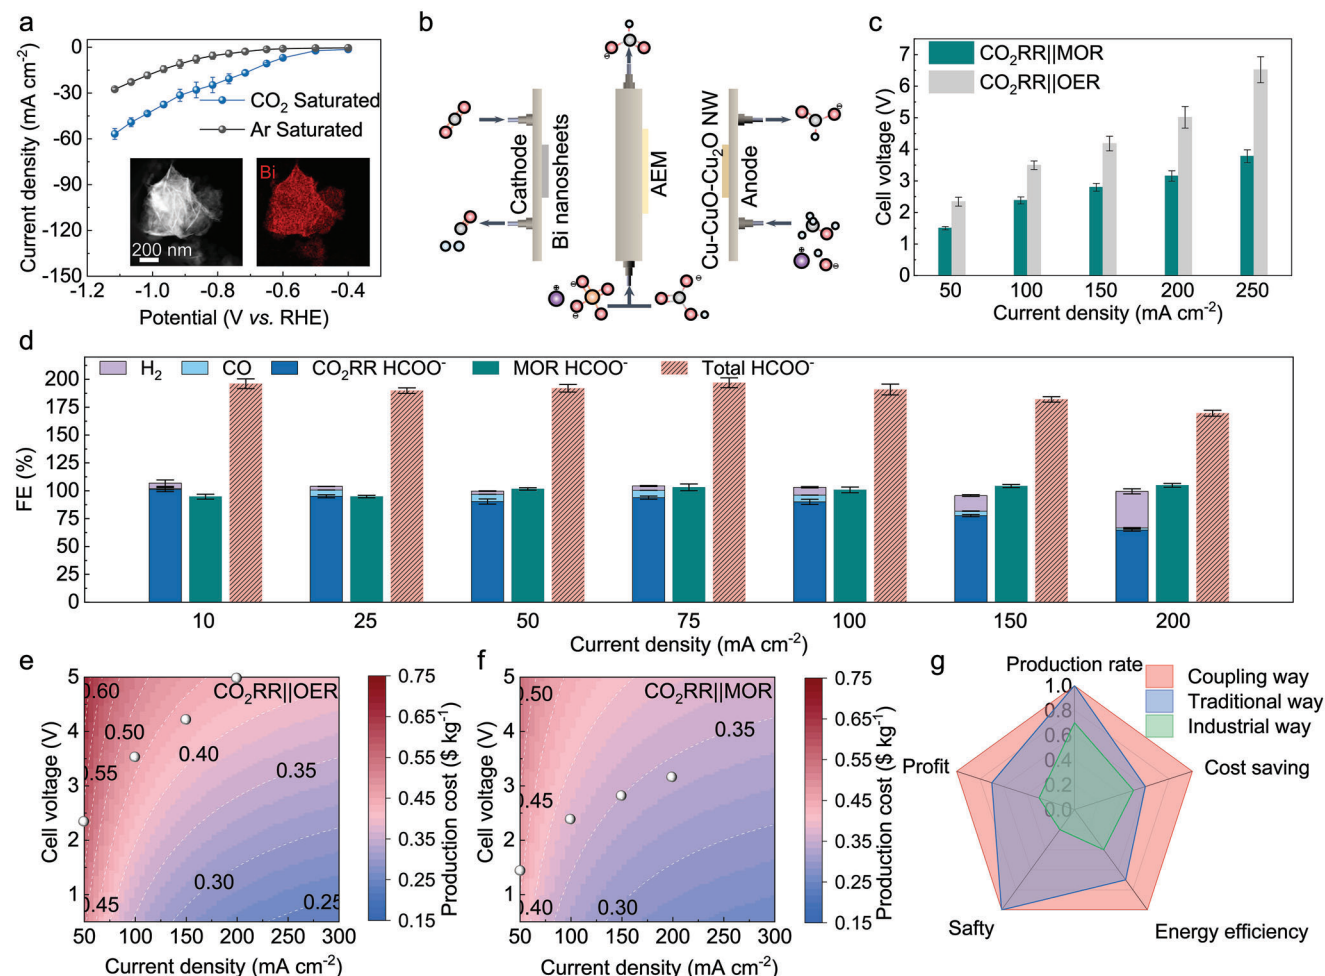 a
0
-30
-60
-90
-120
-150
Current density (mA cm⁻²)
CO₂ Saturated
Ar Saturated
Bi
200 nm
-1.2 -1.0 -0.8 -0.6 -0.4
Potential (V vs. RHE)
b
Cathode
Bi nanosheets
AEM
Cu-CuO-Cu₂O NW
Anode
c
7
6
5
4
3
2
1
0
Cell voltage (V)
CO₂RR||MOR
CO₂RR||OER
50 100 150 200 250
Current density (mA cm⁻²)
d
H₂ CO CO₂RR HCOO⁻ MOR HCOO⁻ Total HCOO⁻
200
175
150
125
100
75
50
25
0
FE (%)
10 25 50 75 100 150 200
Current density (mA cm⁻²)
e
5
4
3
2
1
Cell voltage (V)
CO₂RR||OER
0.60
0.50
0.55
0.40
0.35
0.30
0.45
0.25
50 100 150 200 250 300
Current density (mA cm⁻²)
0.75
0.65
0.55
0.45
0.35
0.25
0.15
Production cost ($ kg⁻¹)
f
5
4
3
2
1
Cell voltage (V)
CO₂RR||MOR
0.50
0.35
0.45
0.40
0.30
50 100 150 200 250 300
Current density (mA cm⁻²)
0.75
0.65
0.55
0.45
0.35
0.25
0.15
Production cost ($ kg⁻¹)
g
Production rate
1.0
0.8
0.6
0.4
0.2
0.0
Coupling way
Traditional way
Industrial way
Profit
Cost saving
Safty
Energy efficiency